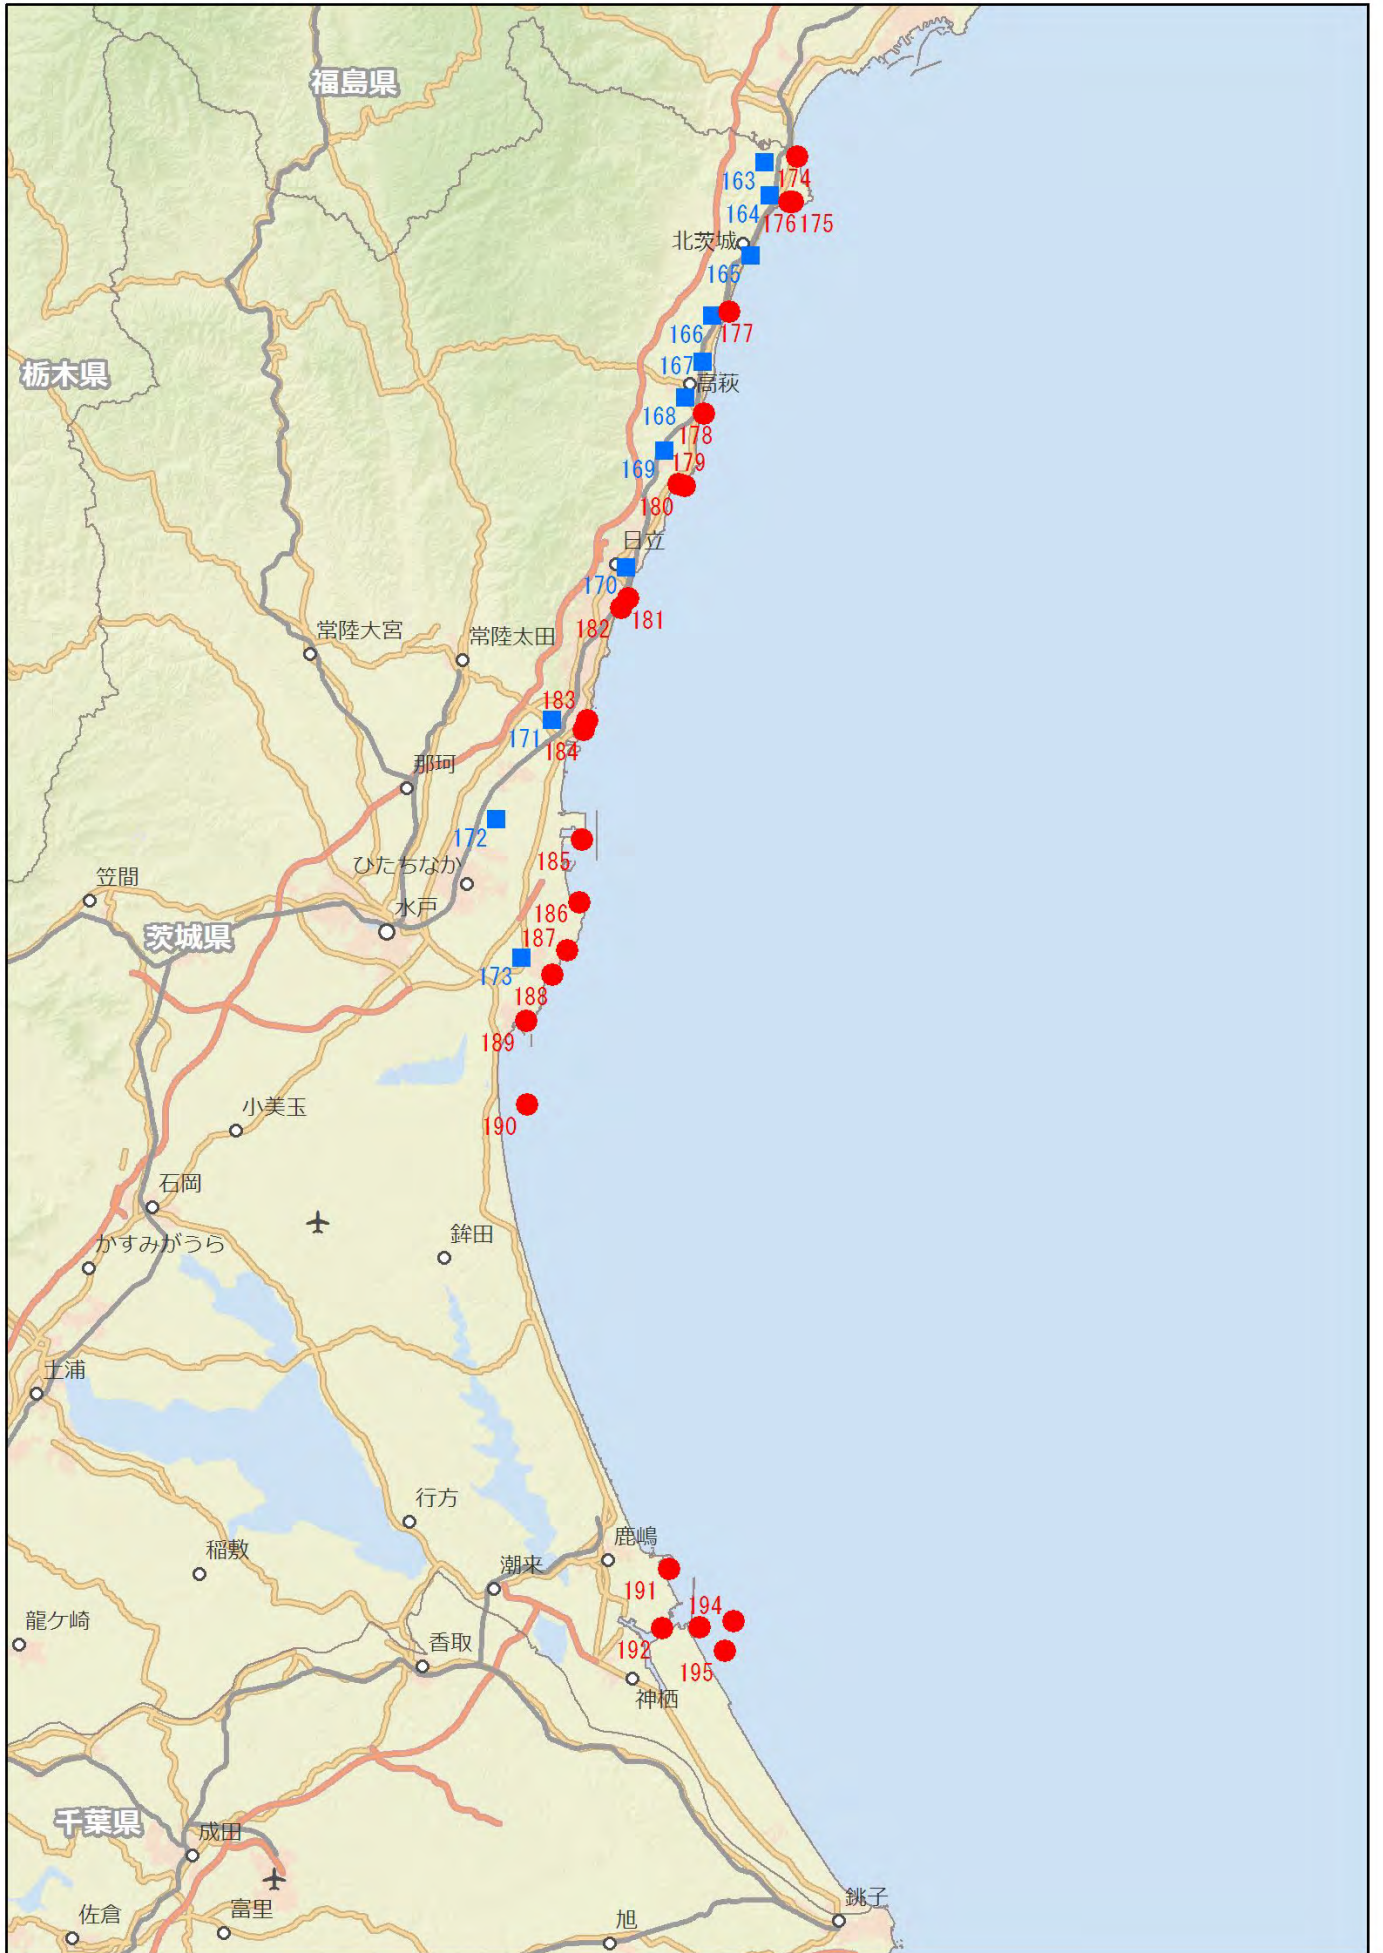 福島県
163
174
164
176
175
北茨城
165
166
177
167
栃木県
高萩
168
178
179
169
180
日立
170
182
181
常陸大宮
常陸太田
183
171
184
那珂
172
185
ひたちなか
笠間
186
水戸
茨城県
187
173
188
189
小美玉
190
石岡
鉾田
かすみがうら
土浦
行方
鹿嶋
稲敷
潮来
191
194
龍ケ崎
香取
192
195
神栖
千葉県
成田
銚子
富里
佐倉
旭